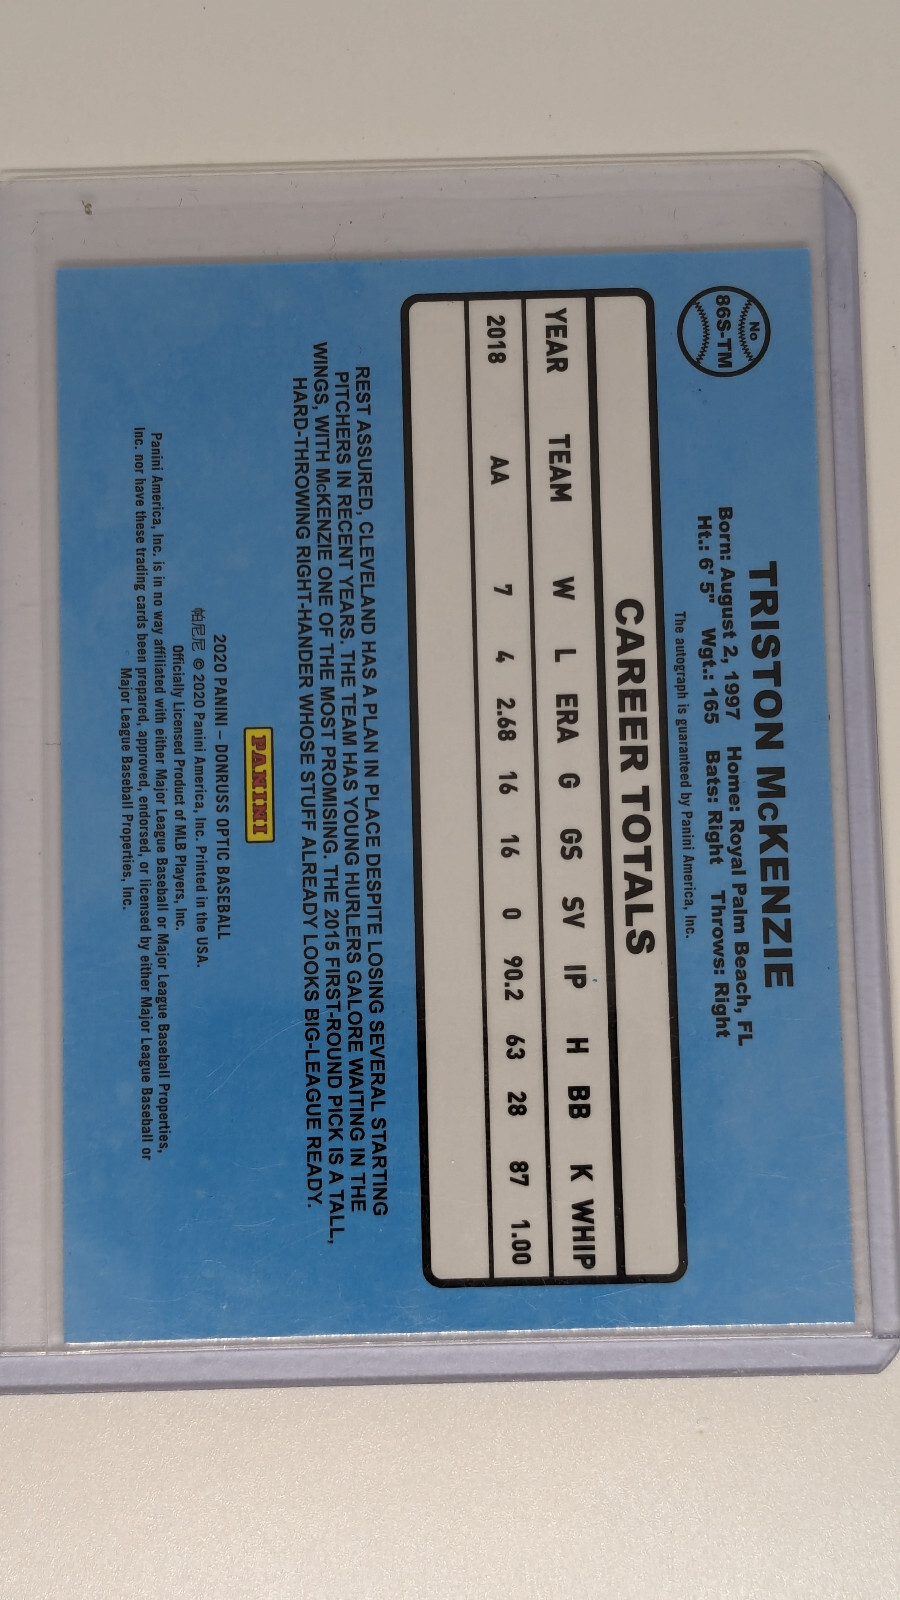 No
86S-TM
TRISTON McKENZIE
Born: August 2, 1997 Home: Royal Palm Beach, FL
Ht.: 6' 5" Wgt.: 165 Bats: Right Throws: Right
The autograph is guaranteed by Panini America, Inc.
CAREER TOTALS
YEAR TEAM W L ERA G GS SV IP H BB K WHIP
2018 AA 7 4 2.68 16 16 0 90.2 63 28 87 1.00
REST ASSURED, CLEVELAND HAS A PLAN IN PLACE DESPITE LOSING SEVERAL STARTING
PITCHERS IN RECENT YEARS. THE TEAM HAS YOUNG HURLERS GALORE WAITING IN THE
WINGS, WITH McKENZIE ONE OF THE MOST PROMISING. THE 2015 FIRST-ROUND PICK IS A TALL,
HARD-THROWING RIGHT-HANDER WHOSE STUFF ALREADY LOOKS BIG-LEAGUE READY.
PANINI
2020 PANINI – DONRUSS OPTIC BASEBALL
帕尼尼 © 2020 Panini America, Inc. Printed in the USA.
Officially Licensed Product of MLB Players, Inc.
Panini America, Inc. is in no way affiliated with either Major League Baseball or Major League Baseball Properties,
Inc. nor have these trading cards been prepared, approved, endorsed, or licensed by either Major League Baseball or
Major League Baseball Properties, Inc.